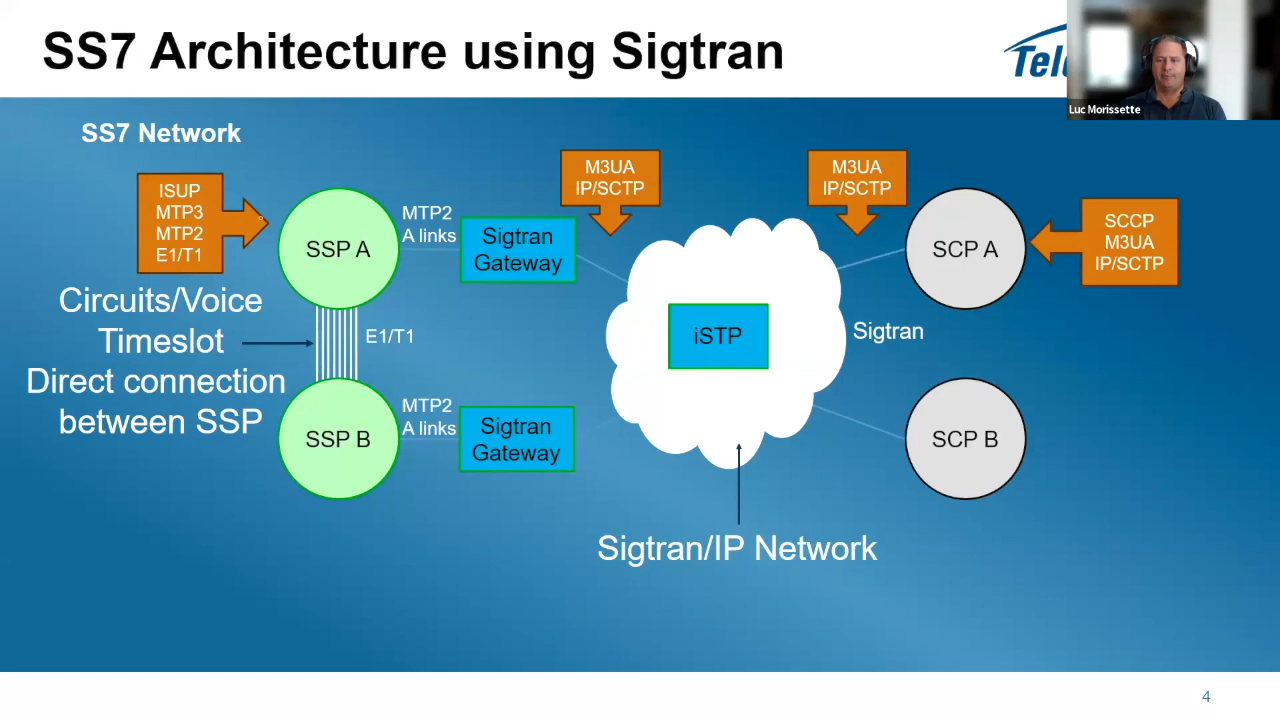 SS7 Architecture using Sigtran
Luc Morissette
SS7 Network
ISUP
MTP3
MTP2
E1/T1
SSP A
MTP2
A links
Sigtran
Gateway
M3UA
IP/SCTP
M3UA
IP/SCTP
SCP A
SCCP
M3UA
IP/SCTP
Circuits/Voice
Timeslot
Direct connection
between SSP
E1/T1
iSTP
Sigtran
SSP B
MTP2
A links
Sigtran
Gateway
SCP B
Sigtran/IP Network
4